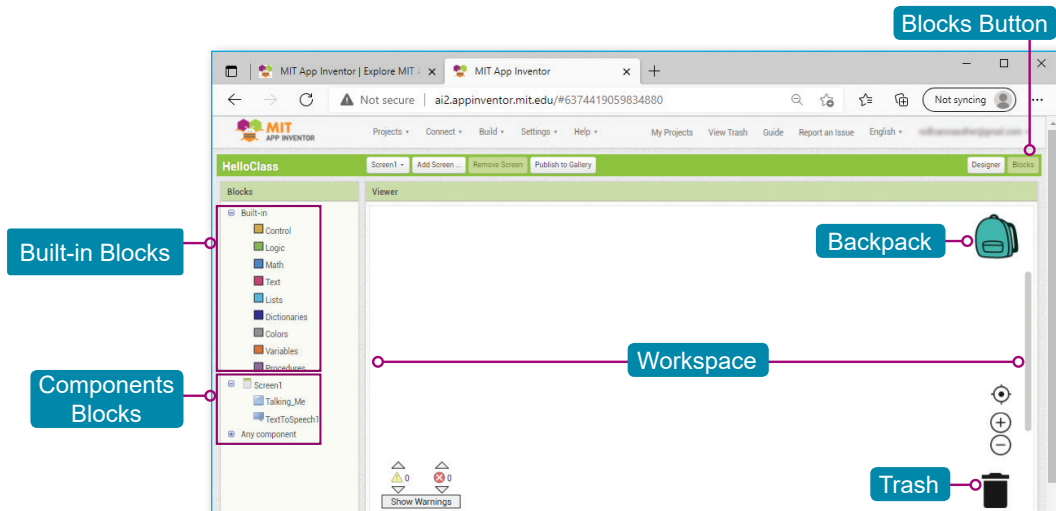 Blocks Button
MIT App Inventor | Explore MIT A
MIT App Inventor
Not secure | ai2.appinventor.mit.edu/#6374419059834880
Not syncing
MIT
APP INVENTOR
Projects Connect Build Settings Help My Projects View Trash Guide Report an Issue English
HelloClass
Screen1 Add Screen ... Remove Screen Publish to Gallery Designer Blocks
Blocks
Viewer
Built-in Blocks
Built-in
Control
Logic
Math
Text
Lists
Dictionaries
Colors
Variables
Procedures
Components
Blocks
Screen1
Talking_Me
TextToSpeech1
Any component
Backpack
Workspace
0 0
Show Warnings
Trash